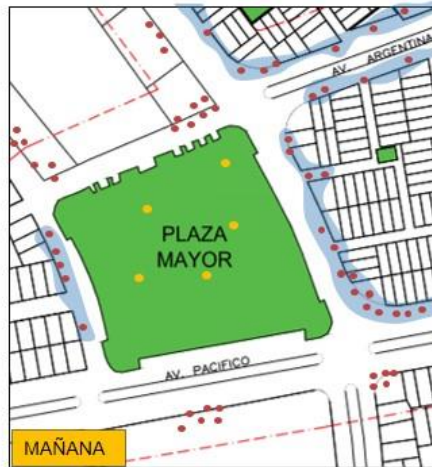 AV. ARGENTINA
PLAZA
MAYOR
AV. PACIFICO
MAÑANA